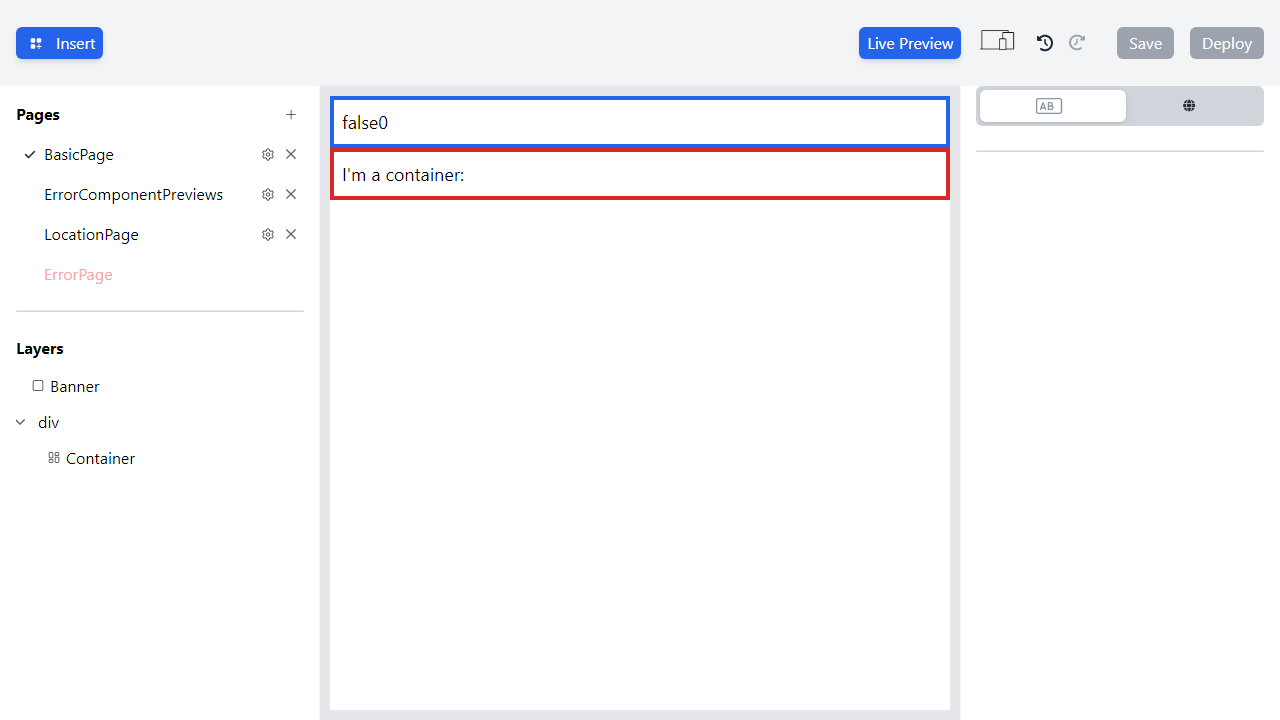 Insert
Live Preview
Save
Deploy
Pages
BasicPage
ErrorComponentPreviews
LocationPage
ErrorPage
Layers
Banner
div
Container
false0
I'm a container:
AB